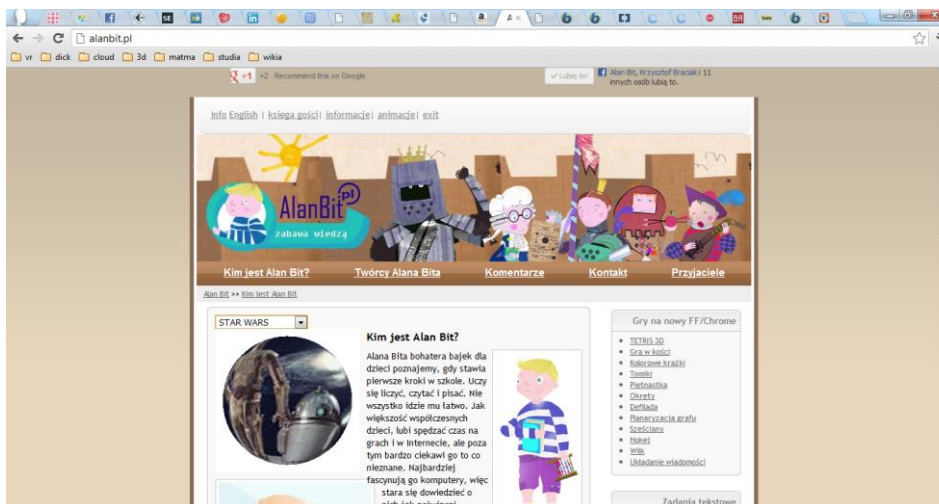 alanbit.pl
vr dick cloud 3d matma studia wikia
+1 +2 Recommend this on Google
Lubię to! Alan Bit, Krzysztof Braciak i 11
innych osób lubią to.
Info English | księga gości| informacje| animacje| exit
AlanBit pl
zabawa wiedzą
Kim jest Alan Bit? Twórcy Alana Bita Komentarze Kontakt Przyjaciele
Alan Bit >> Kim jest Alan Bit
STAR WARS
Kim jest Alan Bit?
Alana Bita bohatera bajek dla
dzieci poznajemy, gdy stawia
pierwsze kroki w szkole. Uczy
się liczyć, czytać i pisać. Nie
wszystko idzie mu łatwo. Jak
większość współczesnych
dzieci, lubi spędzać czas na
grach i w Internecie, ale poza
tym bardzo ciekawi go to co
nieznane. Najbardziej
fascynują go komputery, więc
stara się dowiedzieć o
Gry na nowy FF/Chrome
TETRIS 3D
Gra w kości
Kolorowe krążki
Tomiki
Piętnastka
Okręty
Defilada
Planaryzacja grafu
Sześciany
Hokej
Wilk
Układanie wiadomości
Zadania tekstowe